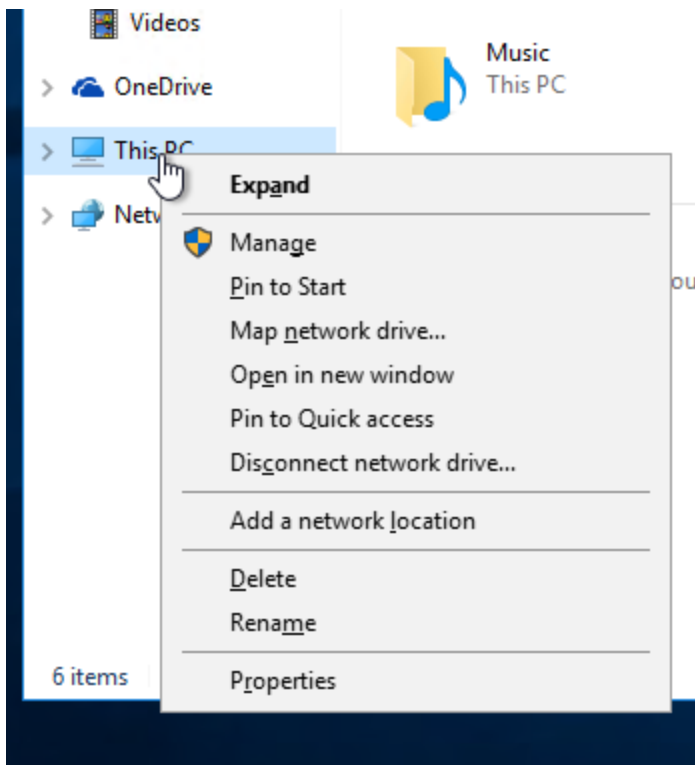 Videos
Music
This PC
OneDrive
This PC
Expand
Manage
Pin to Start
Map network drive...
Open in new window
Pin to Quick access
Disconnect network drive...
Add a network location
Delete
Rename
6 items
Properties